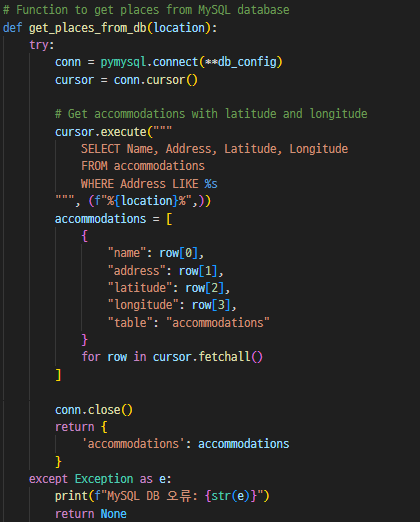 # Function to get places from MySQL database
def get_places_from_db(location):
    try:
        conn = pymysql.connect(**db_config)
        cursor = conn.cursor()

        # Get accommodations with latitude and longitude
        cursor.execute("""
            SELECT Name, Address, Latitude, Longitude
            FROM accommodations
            WHERE Address LIKE %s
        """, (f"%{location}%",))
        accommodations = [
            {
                "name": row[0],
                "address": row[1],
                "latitude": row[2],
                "longitude": row[3],
                "table": "accommodations"
            }
            for row in cursor.fetchall()
        ]

        conn.close()
        return {
            'accommodations': accommodations
        }
    except Exception as e:
        print(f"MySQL DB 오류: {str(e)}")
        return None